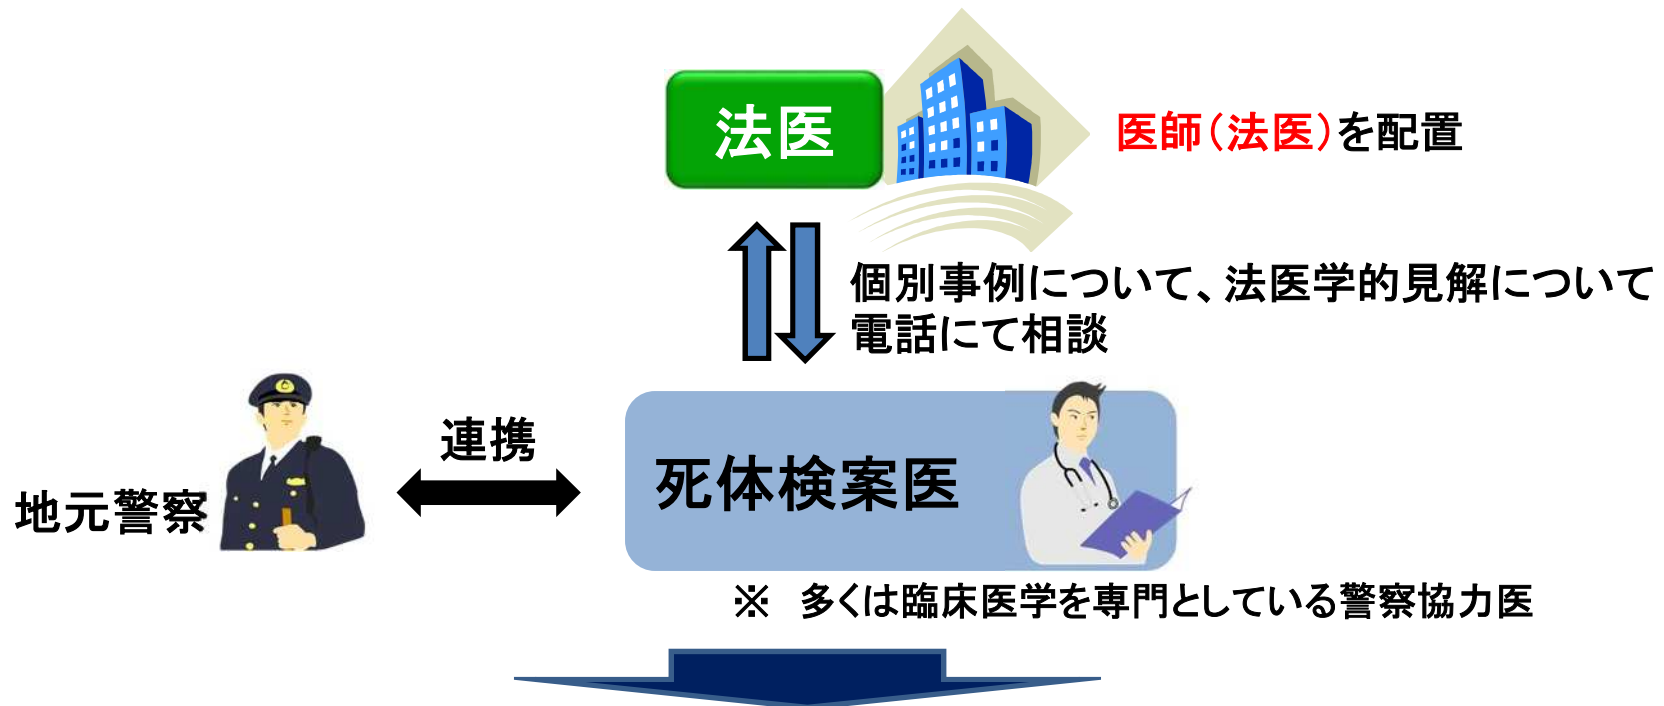 法医
医師(法医)を配置
個別事例について、法医学的見解について
電話にて相談
連携
地元警察
死体検案医
※　多くは臨床医学を専門としている警察協力医